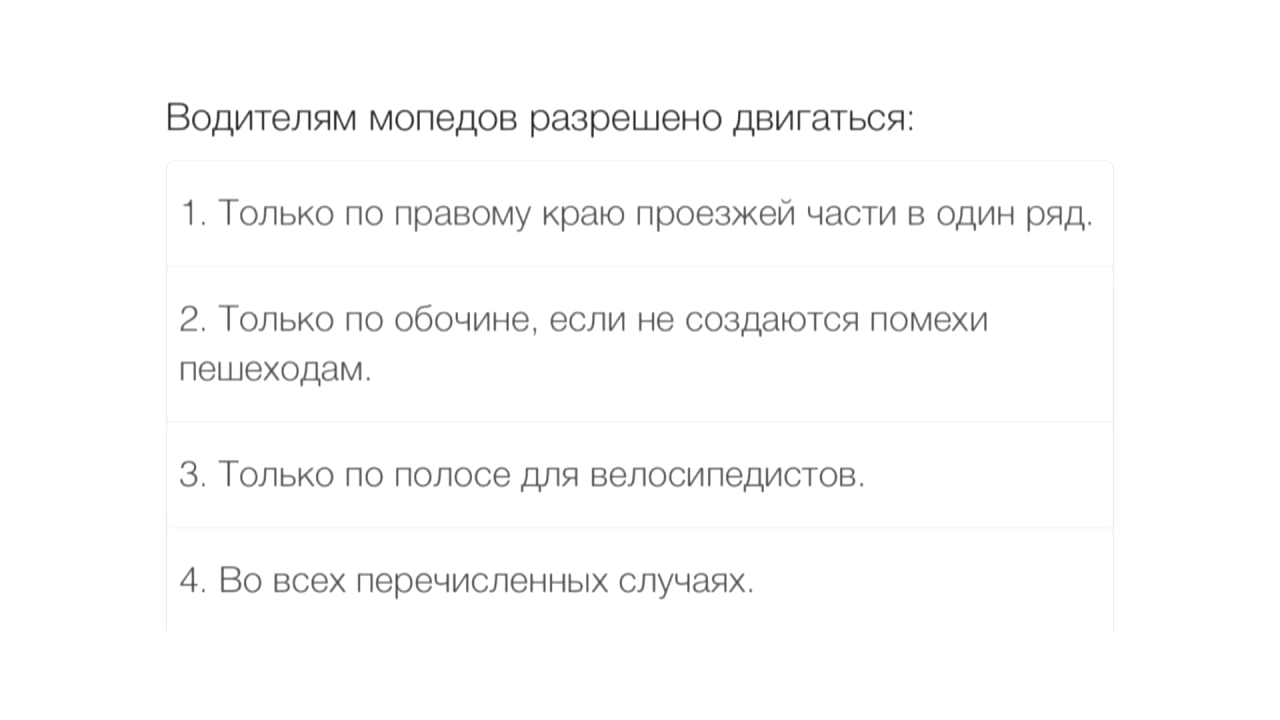 Водителям мопедов разрешено двигаться:
1. Только по правому краю проезжей части в один ряд.
2. Только по обочине, если не создаются помехи
пешеходам.
3. Только по полосе для велосипедистов.
4. Во всех перечисленных случаях.